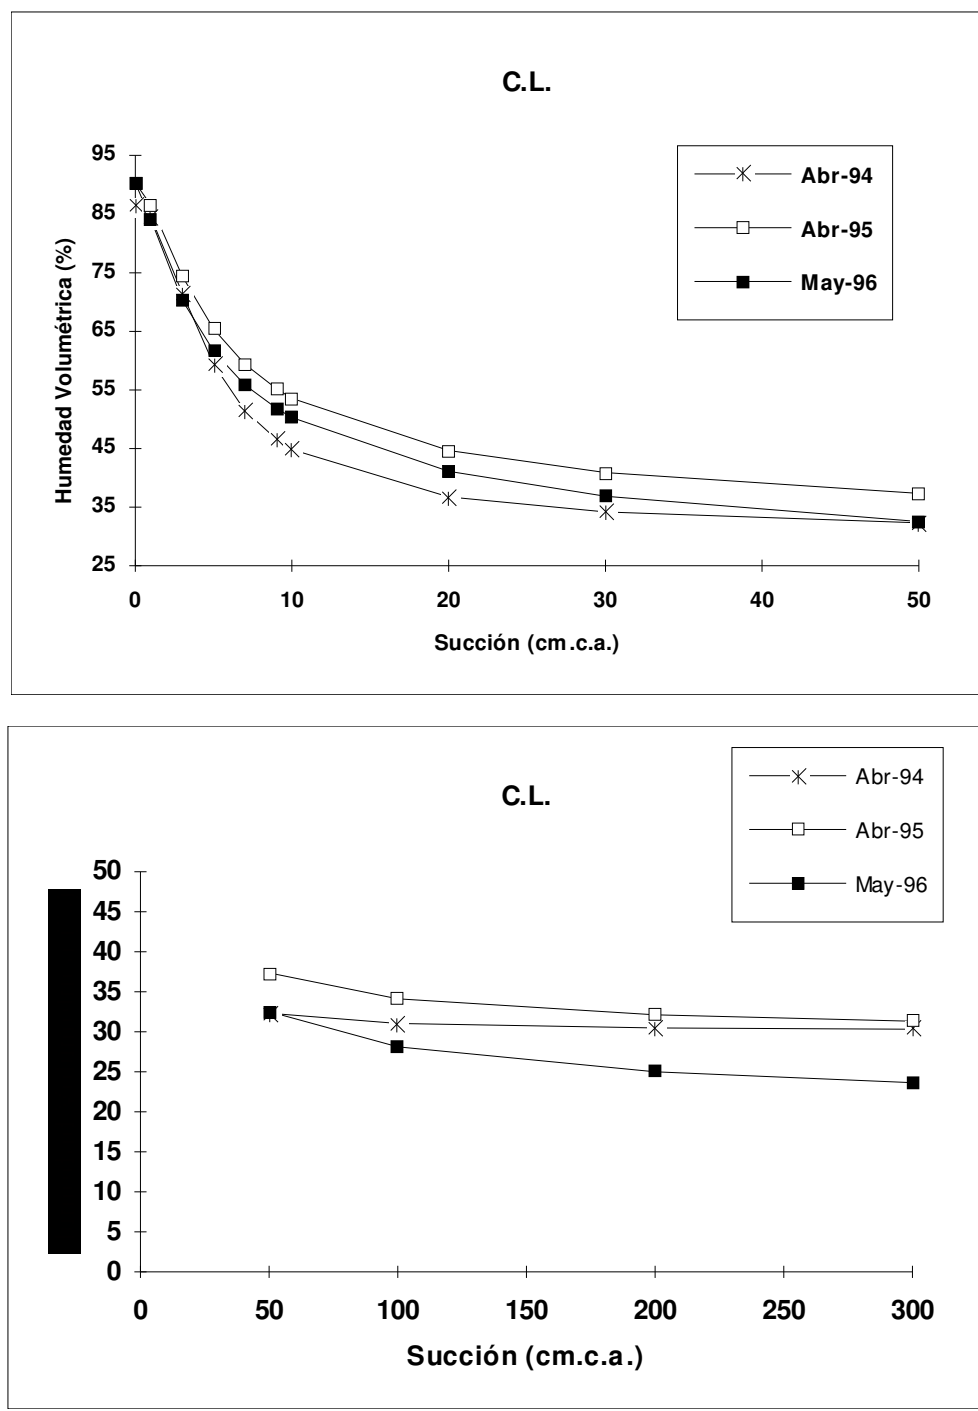 C.L.
Abr-94
Abr-95
May-96
Humedad Volumétrica (%)
95
85
75
65
55
45
35
25
0 10 20 30 40 50
Succión (cm.c.a.)
C.L.
Abr-94
Abr-95
May-96
50
45
40
35
30
25
20
15
10
5
0
0 50 100 150 200 250 300
Succión (cm.c.a.)